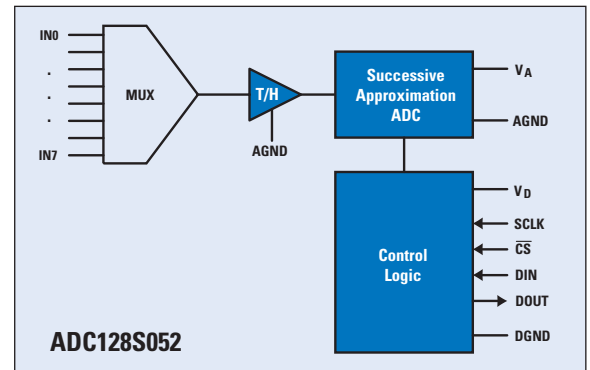 IN0
.
.
.
.
IN7
MUX
T/H
AGND
Successive
Approximation
ADC
VA
AGND
Control
Logic
VD
SCLK
CS
DIN
DOUT
DGND
ADC128S052